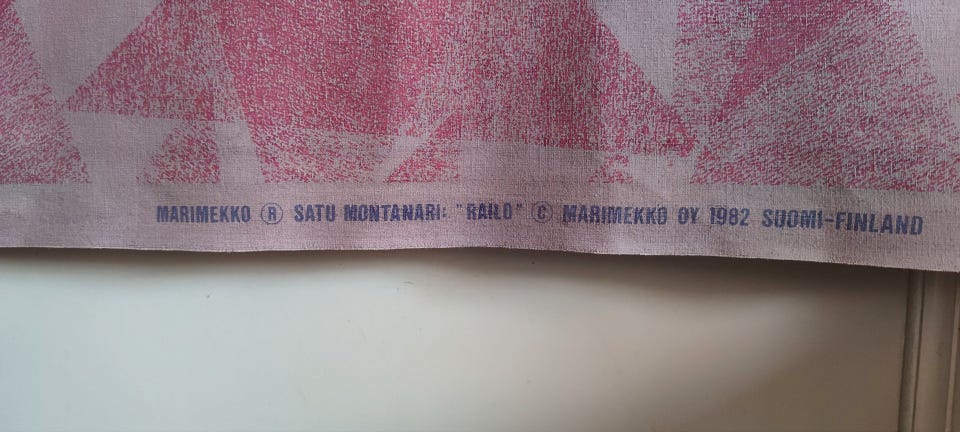 MARIMEKKO ® SATU MONTANARI: "RAILO" © MARIMEKKO OY 1982 SUOMI-FINLAND